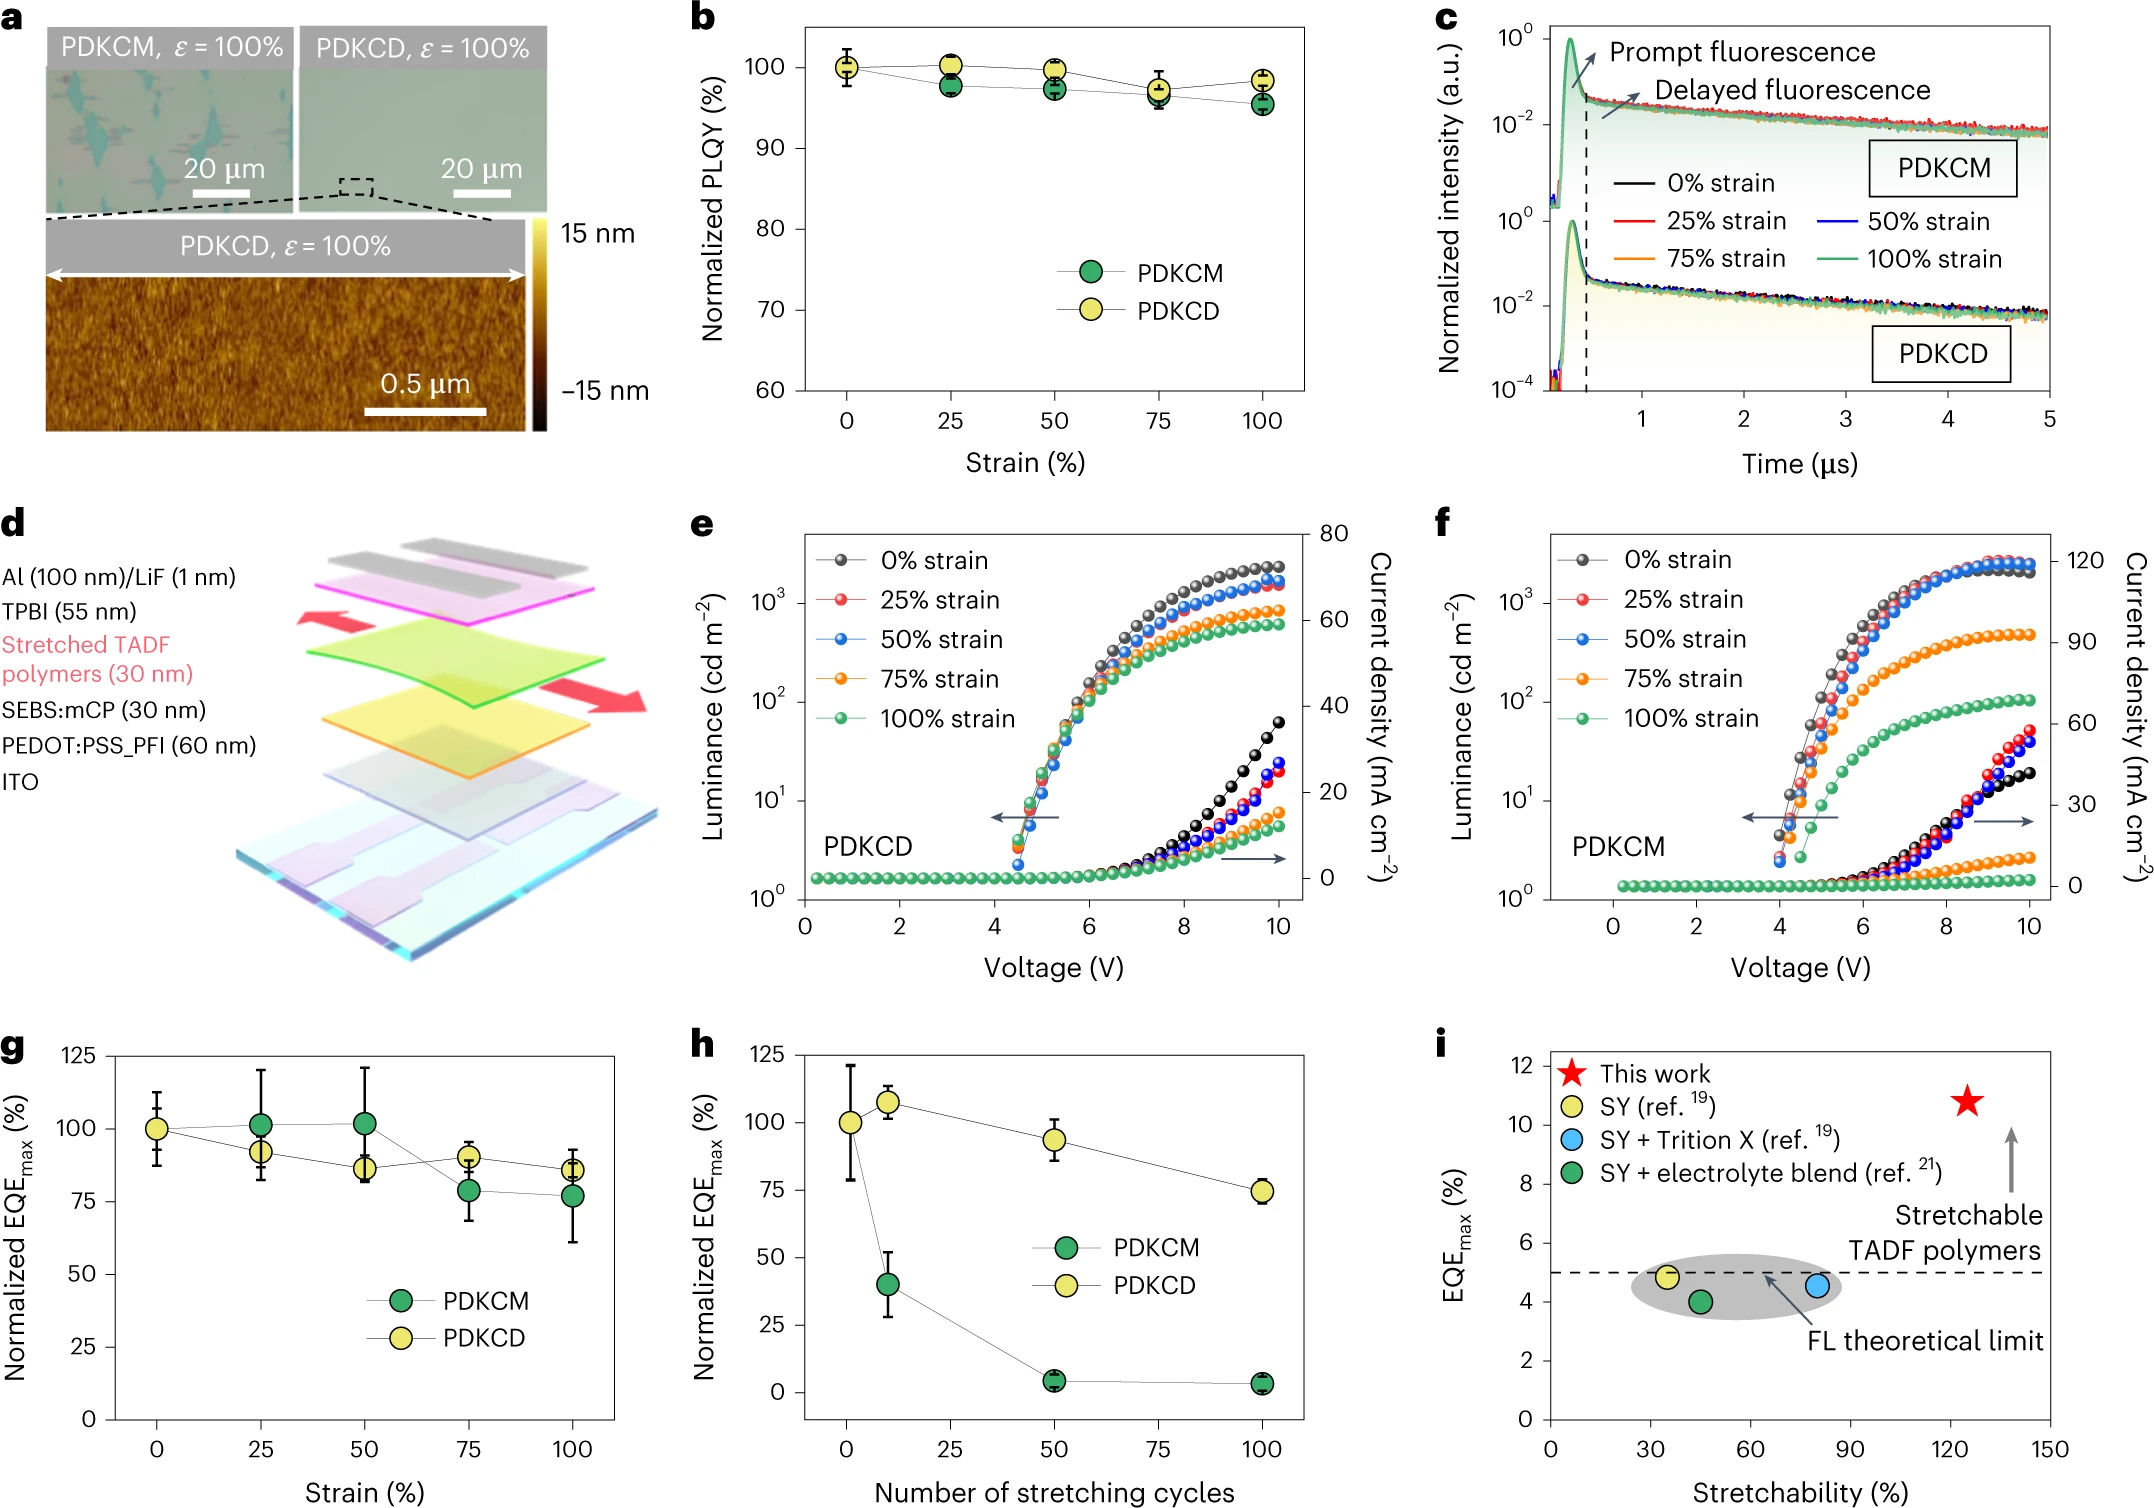 a
PDKCM, ε = 100%
PDKCD, ε = 100%
20 μm
20 μm
PDKCD, ε = 100%
15 nm
0.5 μm
–15 nm
b
Normalized PLQY (%)
100
90
80
70
60
PDKCM
PDKCD
0 25 50 75 100
Strain (%)
c
Normalized intensity (a.u.)
10⁰
10⁻²
10⁰
10⁻²
10⁻⁴
Prompt fluorescence
Delayed fluorescence
PDKCM
0% strain
25% strain
50% strain
75% strain
100% strain
PDKCD
1 2 3 4 5
Time (μs)
d
Al (100 nm)/LiF (1 nm)
TPBI (55 nm)
Stretched TADF
polymers (30 nm)
SEBS:mCP (30 nm)
PEDOT:PSS_PFI (60 nm)
ITO
e
Luminance (cd m⁻²)
10³
10²
10¹
10⁰
0% strain
25% strain
50% strain
75% strain
100% strain
PDKCD
80
60
40
20
0
Current density (mA cm⁻²)
0 2 4 6 8 10
Voltage (V)
f
Luminance (cd m⁻²)
10³
10²
10¹
10⁰
0% strain
25% strain
50% strain
75% strain
100% strain
PDKCM
120
90
60
30
0
Current density (mA cm⁻²)
0 2 4 6 8 10
Voltage (V)
g
Normalized EQEmax (%)
125
100
75
50
25
0
PDKCM
PDKCD
0 25 50 75 100
Strain (%)
h
Normalized EQEmax (%)
125
100
75
50
25
0
PDKCM
PDKCD
0 25 50 75 100
Number of stretching cycles
i
EQEmax (%)
12
10
8
6
4
2
0
This work
SY (ref. 19)
SY + Trition X (ref. 19)
SY + electrolyte blend (ref. 21)
Stretchable
TADF polymers
FL theoretical limit
0 30 60 90 120 150
Stretchability (%)